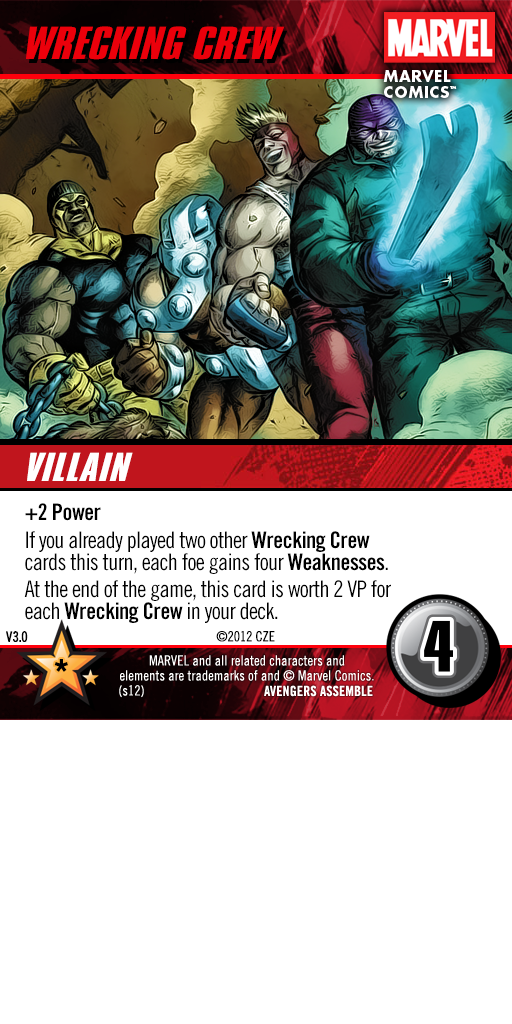 WRECKING CREW
MARVEL
MARVEL
COMICS™
VILLAIN
+2 Power
If you already played two other Wrecking Crew
cards this turn, each foe gains four Weaknesses.
At the end of the game, this card is worth 2 VP for
each Wrecking Crew in your deck.
V3.0
©2012 CZE
*
4
MARVEL and all related characters and
elements are trademarks of and © Marvel Comics.
(s12)
AVENGERS ASSEMBLE